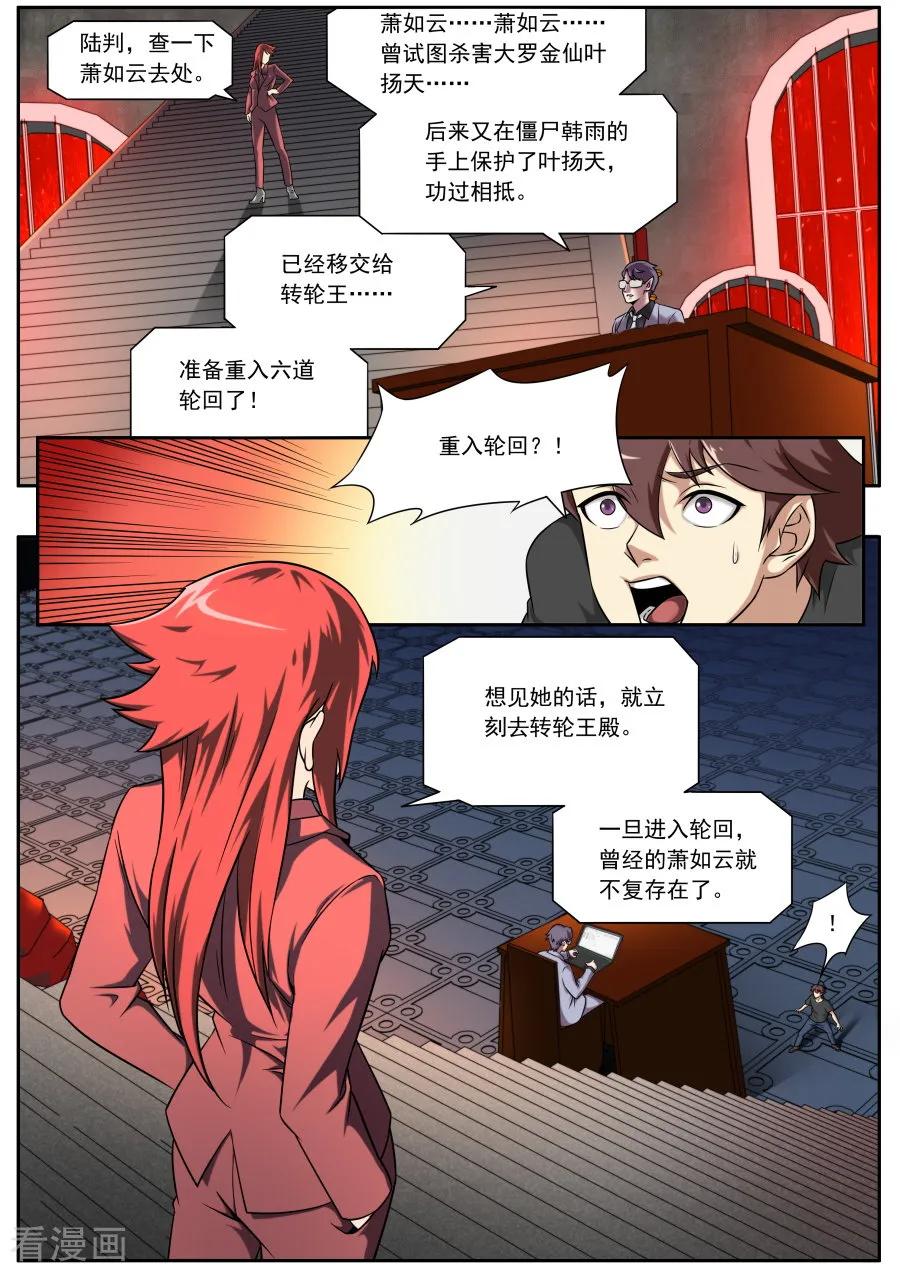 陆判，查一下
萧如云去处。
萧如云……萧如云……
曾试图杀害大罗金仙叶
扬天……
后来又在僵尸韩雨的
手上保护了叶扬天，
功过相抵。
已经移交给
转轮王……
准备重入六道
轮回了！
重入轮回？！
想见她的话，就立
刻去转轮王殿。
一旦进入轮回，
曾经的萧如云就
不复存在了。
！
看漫画